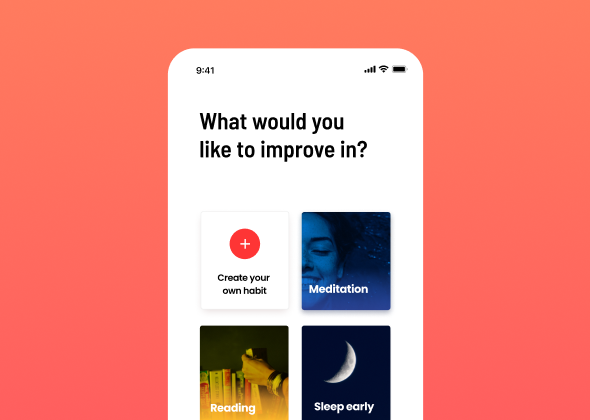 9:41
What would you
like to improve in?
Create your
own habit
Meditation
Reading
Sleep early